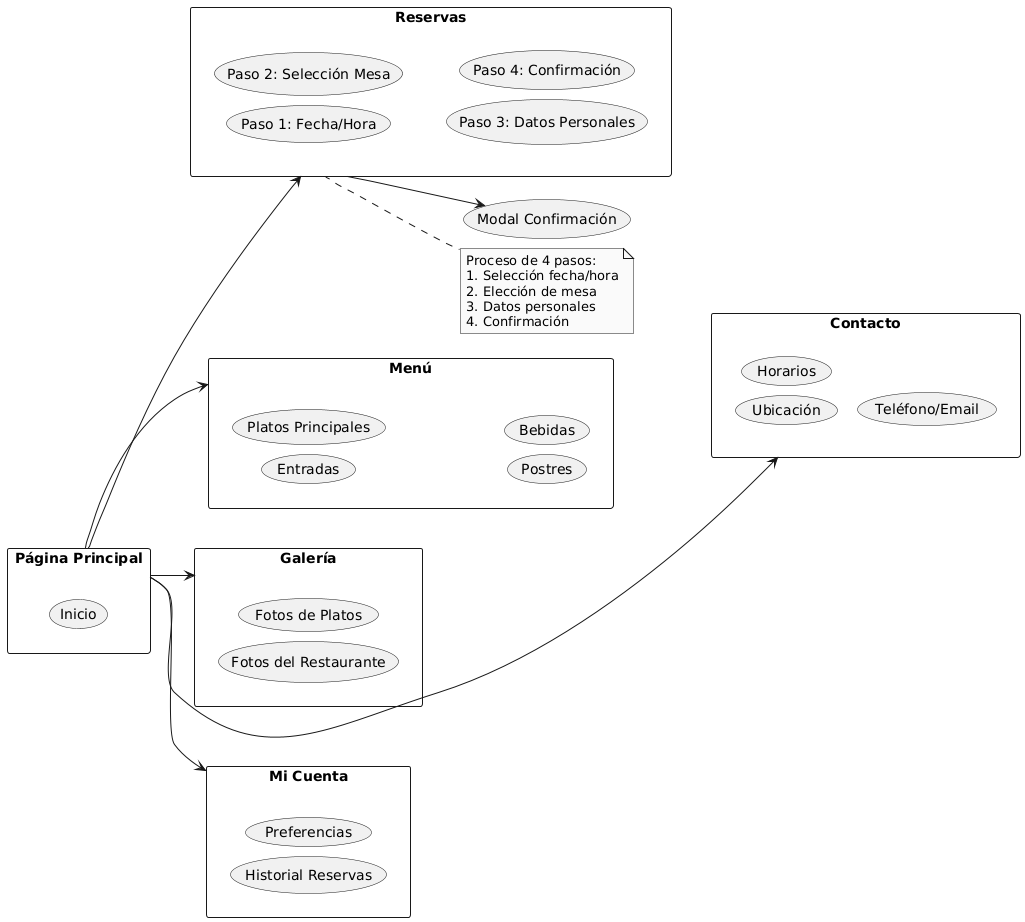 Reservas
Paso 2: Selección Mesa
Paso 4: Confirmación
Paso 1: Fecha/Hora
Paso 3: Datos Personales
Modal Confirmación
Proceso de 4 pasos:
1. Selección fecha/hora
2. Elección de mesa
3. Datos personales
4. Confirmación
Contacto
Horarios
Ubicación
Teléfono/Email
Menú
Platos Principales
Bebidas
Entradas
Postres
Página Principal
Inicio
Galería
Fotos de Platos
Fotos del Restaurante
Mi Cuenta
Preferencias
Historial Reservas